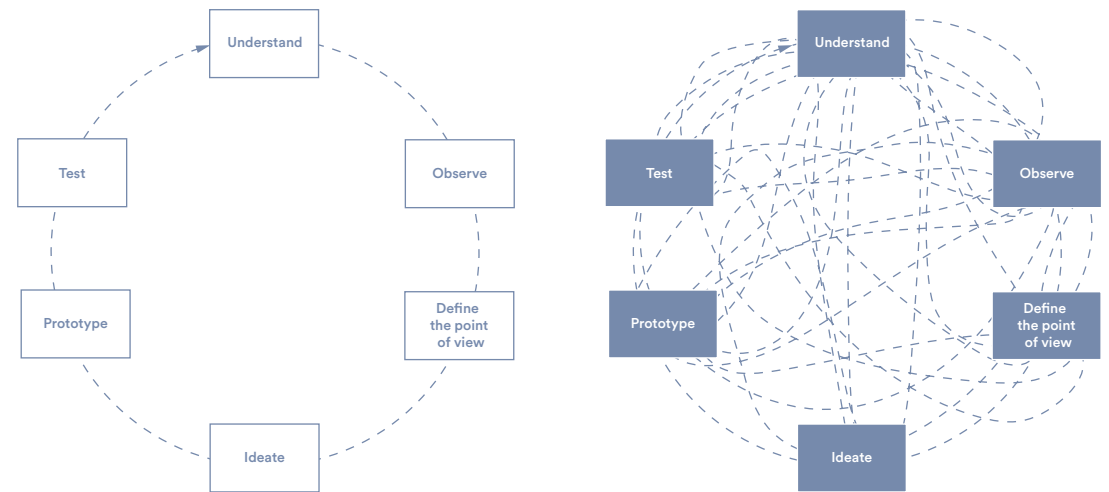 Understand
Test
Observe
Prototype
Define
the point
of view
Ideate
Understand
Test
Observe
Prototype
Define
the point
of view
Ideate